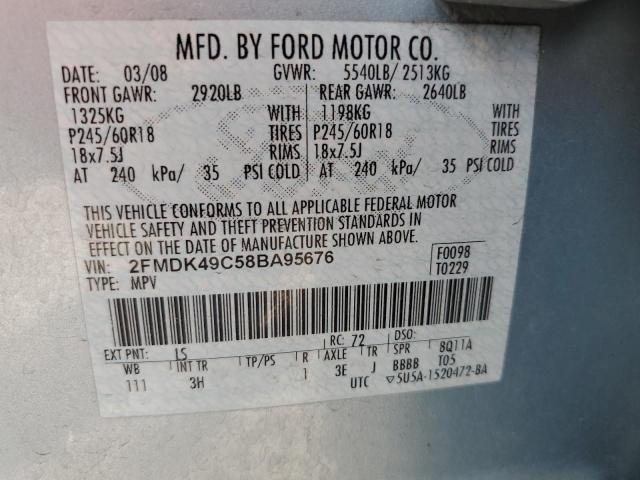 MFD. BY FORD MOTOR CO.
DATE: 03/08 GVWR: 5540LB/ 2513KG
FRONT GAWR: 2920LB REAR GAWR: 2640LB
1325KG WITH 1198KG WITH
P245/60R18 TIRES P245/60R18 TIRES
18x7.5J RIMS 18x7.5J RIMS
AT 240 kPa/ 35 PSI COLD AT 240 kPa/ 35 PSI COLD
THIS VEHICLE CONFORMS TO ALL APPLICABLE FEDERAL MOTOR
VEHICLE SAFETY AND THEFT PREVENTION STANDARDS IN
EFFECT ON THE DATE OF MANUFACTURE SHOWN ABOVE.
VIN: 2FMDK49C58BA95676 F0098
TYPE: MPV T0229
EXT PNT: IS RC: 72 DSO:
WB INT TR TP/PS R AXLE TR SPR 8Q11A
111 3H 1 3E J BBBB T05
UTC ▽5U5A-1520472-BA